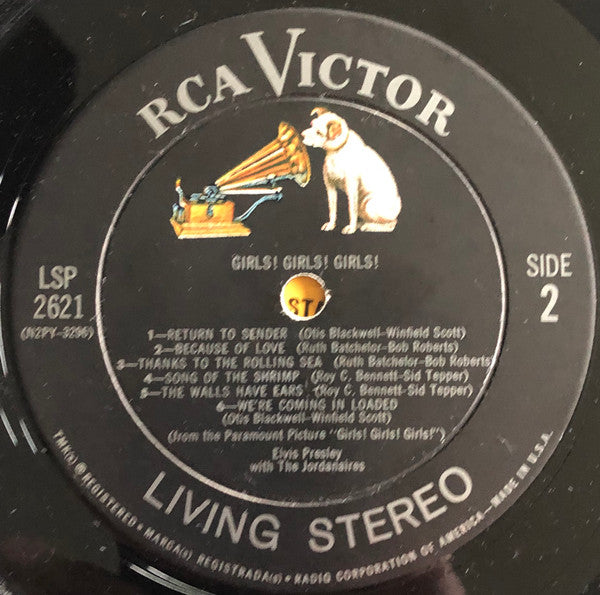 RCA VICTOR
GIRLS! GIRLS! GIRLS!
LSP
2621
(N2PY-3296)
SIDE
2
STA
1—RETURN TO SENDER (Otis Blackwell-Winfield Scott)
2—BECAUSE OF LOVE (Ruth Batchelor-Bob Roberts)
3—THANKS TO THE ROLLING SEA (Ruth Batchelor-Bob Roberts)
4—SONG OF THE SHRIMP (Roy C. Bennett-Sid Tepper)
5—THE WALLS HAVE EARS (Roy C. Bennett-Sid Tepper)
6—WE'RE COMING IN LOADED
(Otis Blackwell-Winfield Scott)
(from the Paramount Picture "Girls! Girls! Girls!")
Elvis Presley
with The Jordanaires
LIVING STEREO
TMK(s) ® REGISTERED • MARCA(s) REGISTRADA(s) • RADIO CORPORATION OF AMERICA—MADE IN U.S.A.